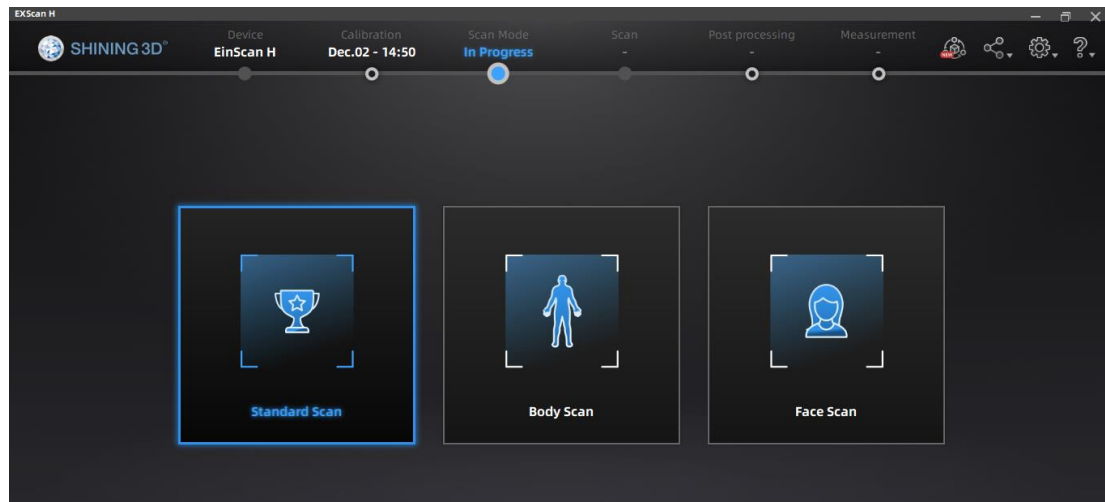 EXScan H
SHINING 3D®
Device
EinScan H
Calibration
Dec.02 - 14:50
Scan Mode
In Progress
Scan
-
Post processing
-
Measurement
-
NEW
Standard Scan
Body Scan
Face Scan